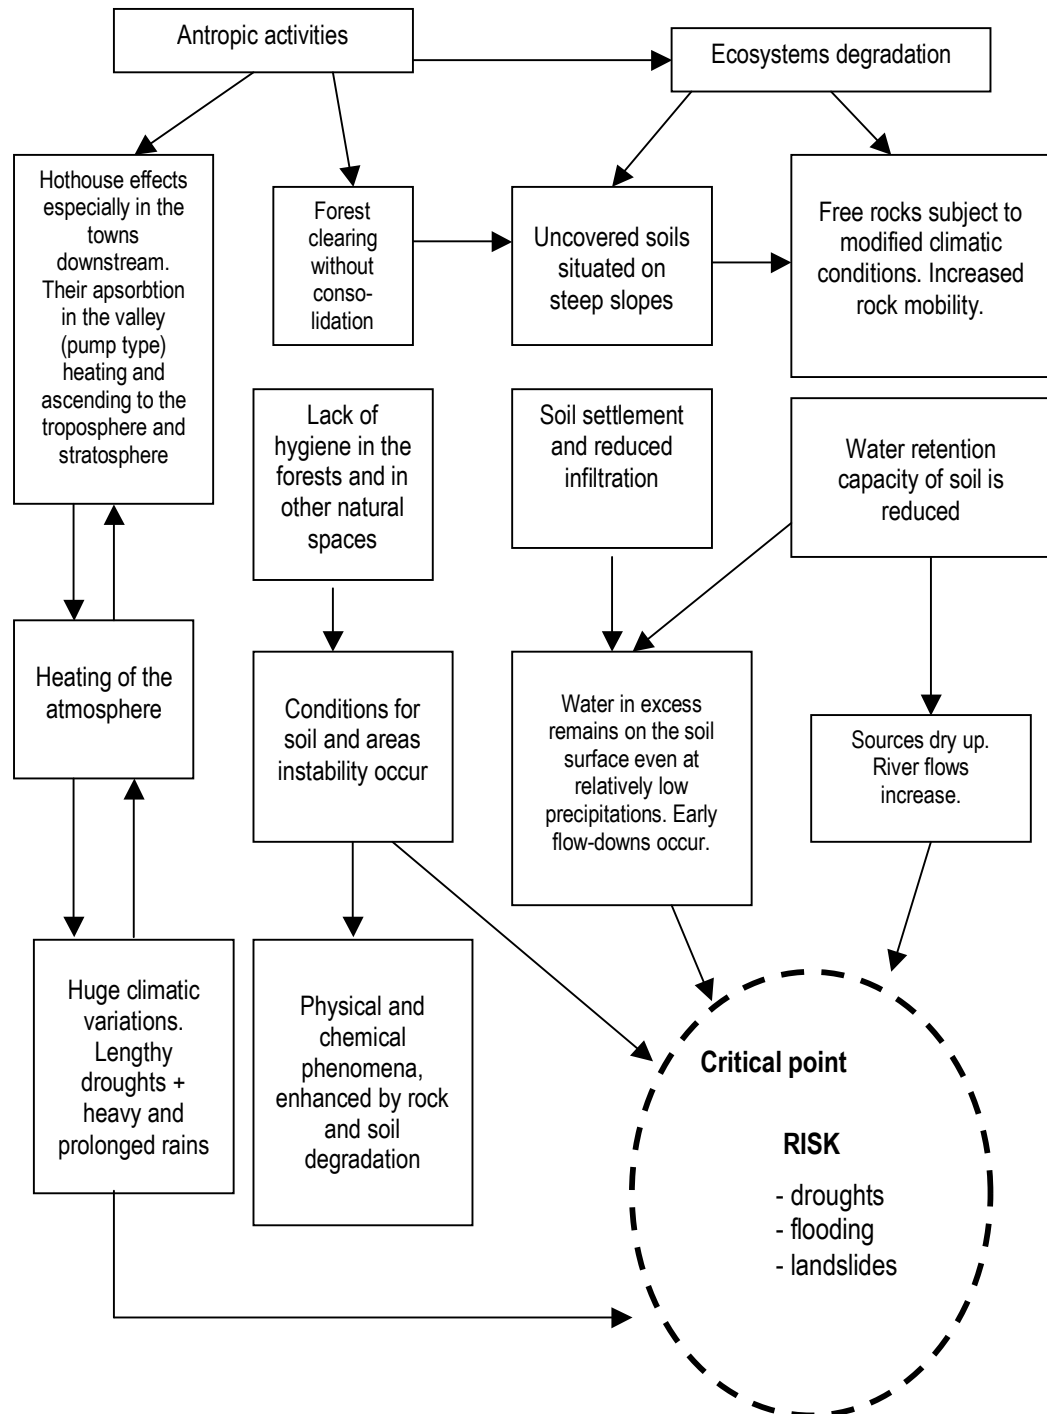 Antropic activities
Ecosystems degradation
Hothouse effects
especially in the
towns
downstream.
Their apsorbtion
in the valley
(pump type)
heating and
ascending to the
troposphere and
stratosphere
Forest
clearing
without
conso-
lidation
Uncovered soils
situated on
steep slopes
Free rocks subject to
modified climatic
conditions. Increased
rock mobility.
Lack of
hygiene in the
forests and in
other natural
spaces
Soil settlement
and reduced
infiltration
Water retention
capacity of soil is
reduced
Heating of the
atmosphere
Conditions for
soil and areas
instability occur
Water in excess
remains on the soil
surface even at
relatively low
precipitations. Early
flow-downs occur.
Sources dry up.
River flows
increase.
Huge climatic
variations.
Lengthy
droughts +
heavy and
prolonged rains
Physical and
chemical
phenomena,
enhanced by rock
and soil
degradation
Critical point
RISK
- droughts
- flooding
- landslides